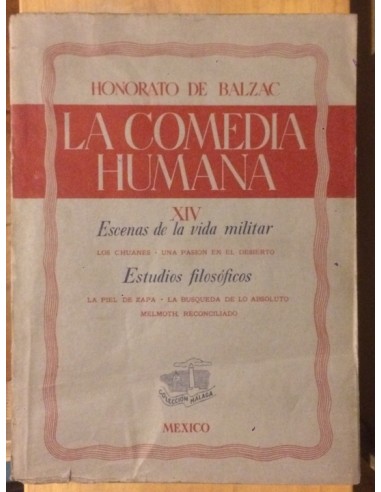 HONORATO DE BALZAC
LA COMEDIA
HUMANA
XIV
Escenas de la vida militar
LOS CHUANES - UNA PASION EN EL DESIERTO
Estudios filosóficos
LA PIEL DE ZAPA - LA BUSQUEDA DE LO ABSOLUTO
MELMOTH RECONCILIADO
COLECCION MÁLAGA
MEXICO